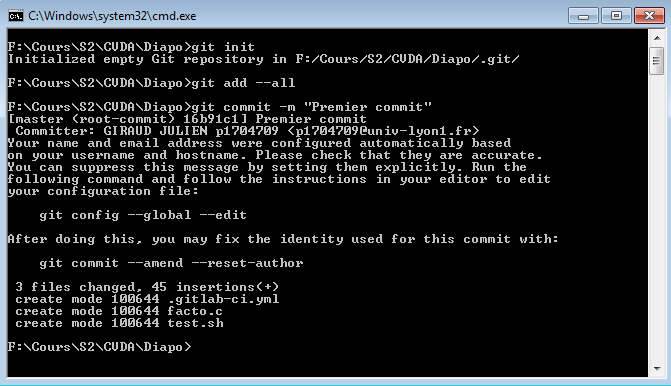 C:\Windows\system32\cmd.exe
F:\Cours\S2\CVDA\Diapo>git init
Initialized empty Git repository in F:/Cours/S2/CVDA/Diapo/.git/
F:\Cours\S2\CVDA\Diapo>git add --all
F:\Cours\S2\CVDA\Diapo>git commit -m "Premier commit"
[master (root-commit) 16b91c1] Premier commit
Committer: GIRAUD JULIEN p1704709 <p1704709@univ-lyon1.fr>
Your name and email address were configured automatically based
on your username and hostname. Please check that they are accurate.
You can suppress this message by setting them explicitly. Run the
following command and follow the instructions in your editor to edit
your configuration file:
git config --global --edit
After doing this, you may fix the identity used for this commit with:
git commit --amend --reset-author
3 files changed, 45 insertions(+)
create mode 100644 .gitlab-ci.yml
create mode 100644 facto.c
create mode 100644 test.sh
F:\Cours\S2\CVDA\Diapo>